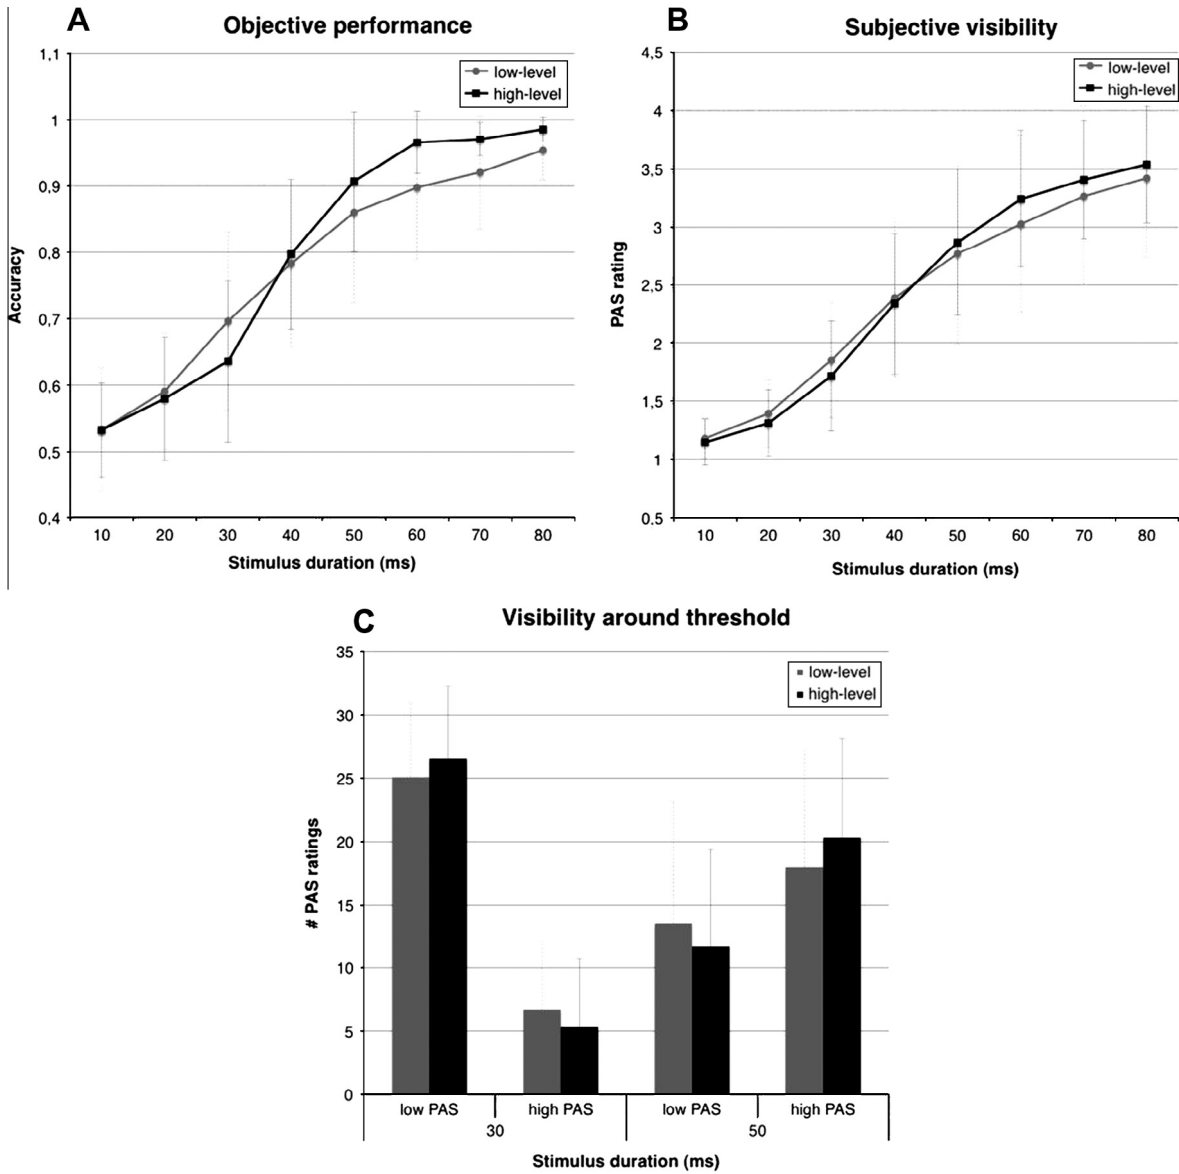 A
Objective performance
1,1
1
0,9
0,8
0,7
0,6
0,5
0,4
Accuracy
low-level
high-level
10 20 30 40 50 60 70 80
Stimulus duration (ms)
B
Subjective visibility
4,5
4
3,5
3
2,5
2
1,5
1
0,5
PAS rating
low-level
high-level
10 20 30 40 50 60 70 80
Stimulus duration (ms)
C
Visibility around threshold
35
30
25
20
15
10
5
0
# PAS ratings
low-level
high-level
low PAS high PAS low PAS high PAS
30 50
Stimulus duration (ms)